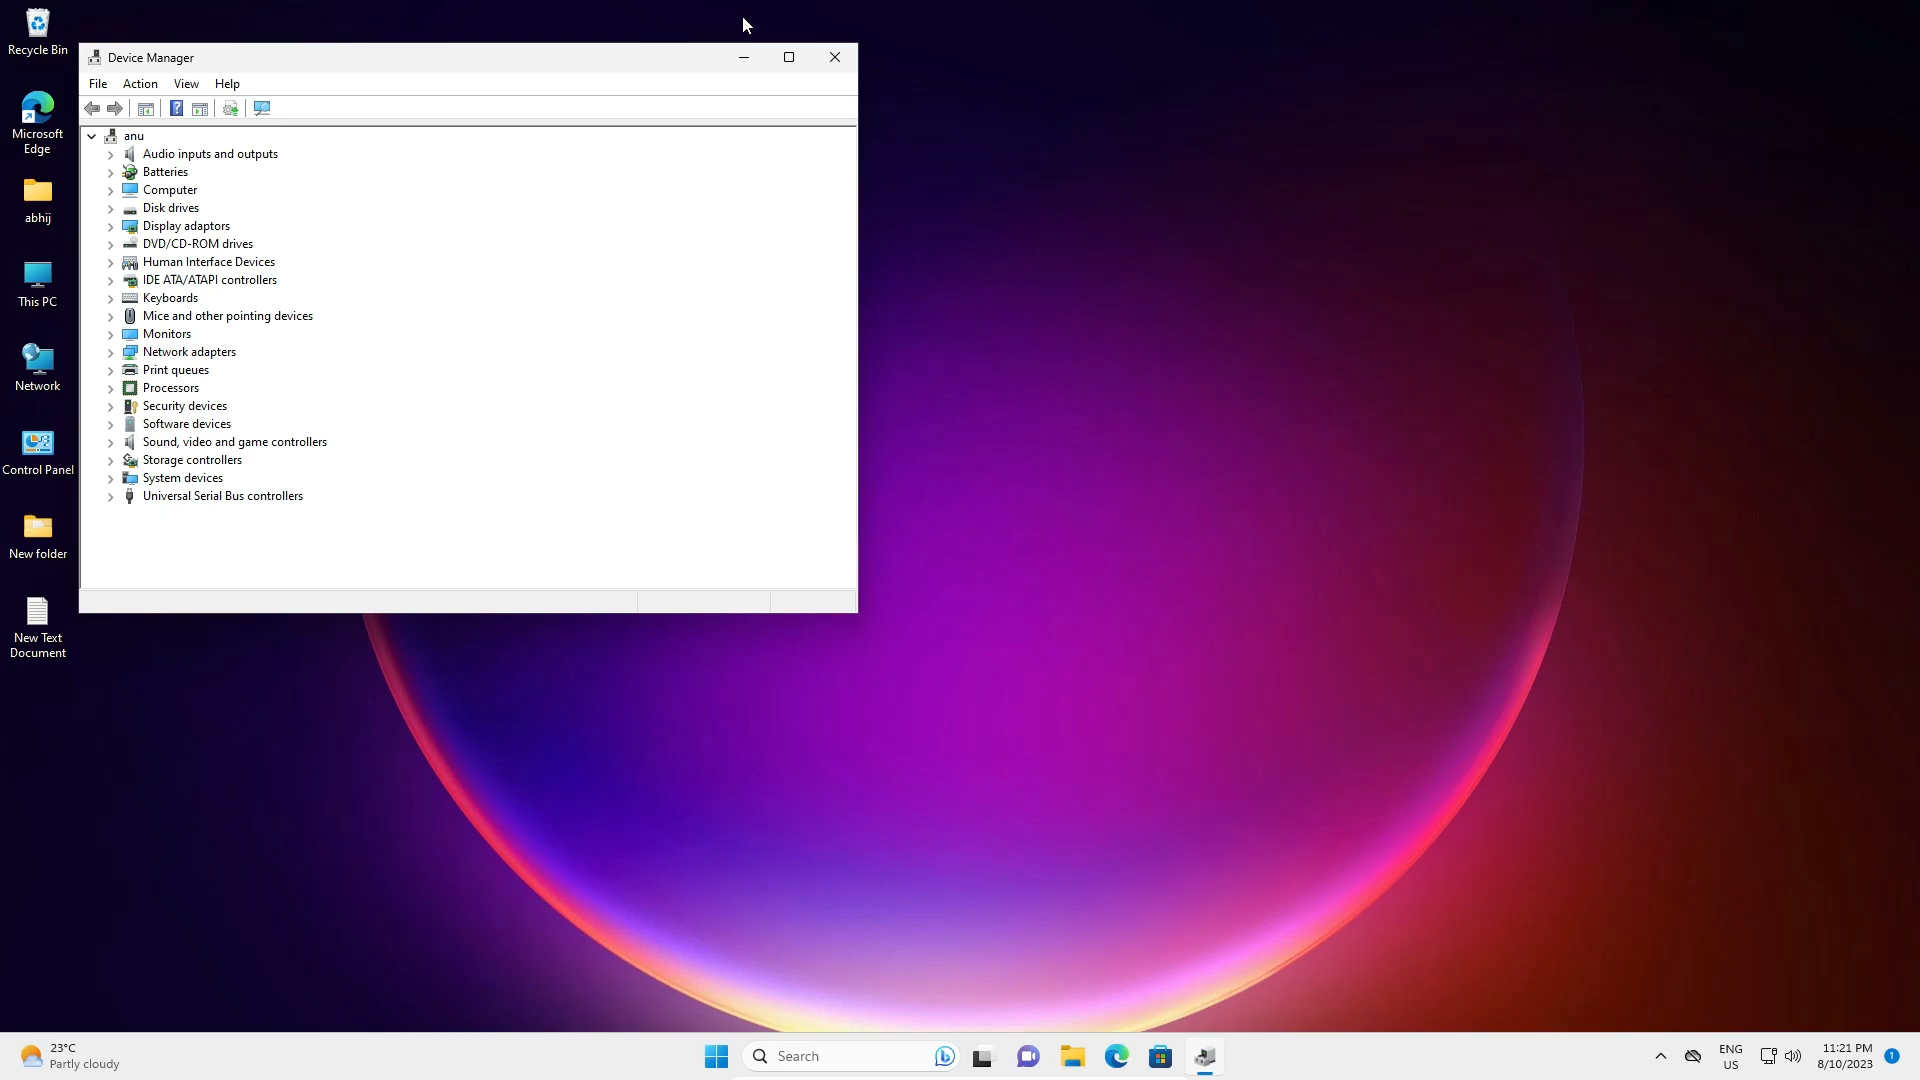 Recycle Bin
Microsoft
Edge
abhij
This PC
Network
Control Panel
New folder
New Text
Document
Device Manager
File Action View Help
anu
Audio inputs and outputs
Batteries
Computer
Disk drives
Display adaptors
DVD/CD-ROM drives
Human Interface Devices
IDE ATA/ATAPI controllers
Keyboards
Mice and other pointing devices
Monitors
Network adapters
Print queues
Processors
Security devices
Software devices
Sound, video and game controllers
Storage controllers
System devices
Universal Serial Bus controllers
23°C
Partly cloudy
Search
ENG
US
11:21 PM
8/10/2023
1